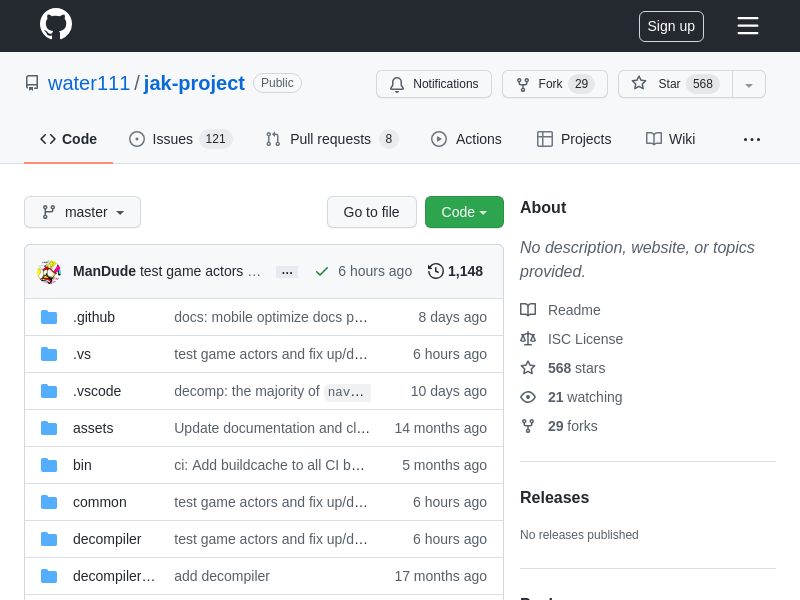 Sign up
water111 / jak-project Public
Notifications Fork 29 Star 568
Code Issues 121 Pull requests 8 Actions Projects Wiki
master Go to file Code
About
No description, website, or topics
provided.
ManDude test game actors … ... 6 hours ago 1,148
.github docs: mobile optimize docs p… 8 days ago
.vs test game actors and fix up/d… 6 hours ago
.vscode decomp: the majority of nav… 10 days ago
assets Update documentation and cl… 14 months ago
bin ci: Add buildcache to all CI b… 5 months ago
common test game actors and fix up/d… 6 hours ago
decompiler test game actors and fix up/d… 6 hours ago
decompiler… add decompiler 17 months ago
Readme
ISC License
568 stars
21 watching
29 forks
Releases
No releases published